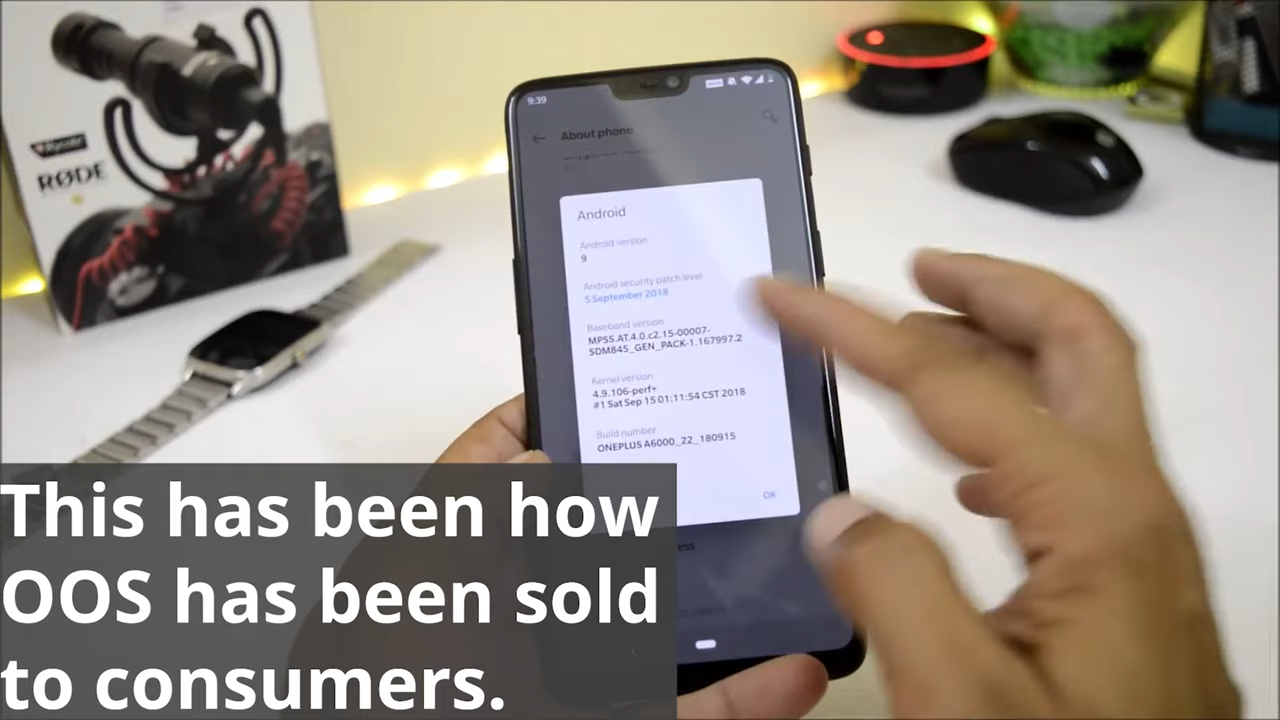 RØDE
9:39
About phone
Android
Android version
9
Android security patch level
5 September 2018
Baseband version
MPSS.AT.4.0.c2.15-00007-
SDM845_GEN_PACK-1.167997.2
Kernel version
4.9.106-perf+
#1 Sat Sep 15 01:11:54 CST 2018
Build number
ONEPLUS A6000_22_180915
OK
This has been how
OOS has been sold
to consumers.